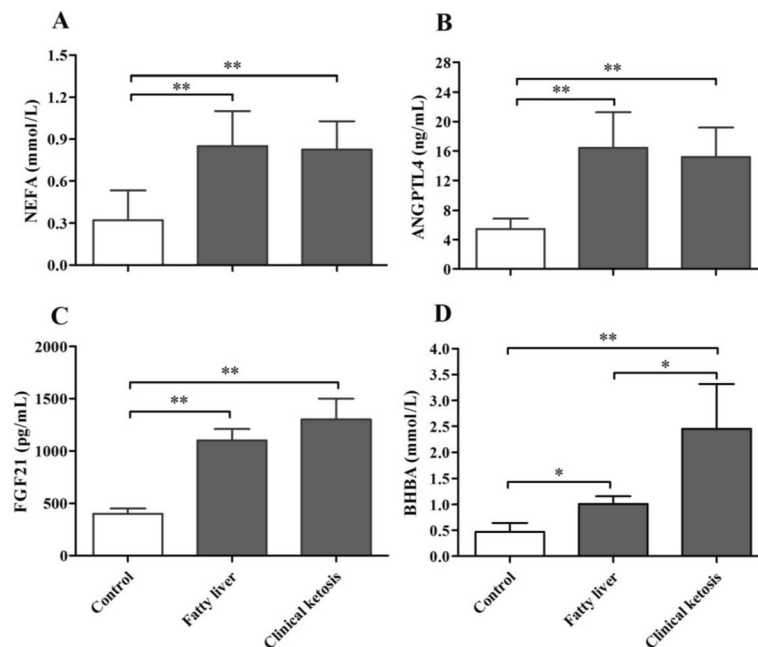 A
NEFA (mmol/L)
1.5
1.2
0.9
0.6
0.3
0.0
**
**
B
ANGPTL4 (ng/mL)
28
24
20
16
12
8
4
0
**
**
C
FGF21 (pg/mL)
2000
1500
1000
500
0
**
**
Control
Fatty liver
Clinical ketosis
D
BHBA (mmol/L)
4.0
3.5
3.0
2.5
2.0
1.5
1.0
0.5
0.0
**
*
*
Control
Fatty liver
Clinical ketosis